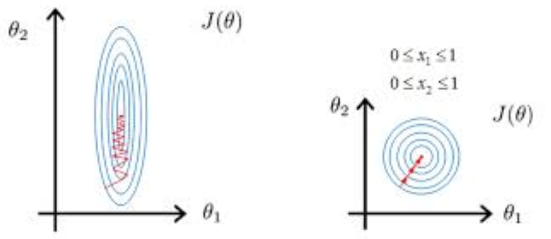 θ₂
J(θ)
θ₁
0 ≤ x₁ ≤ 1
0 ≤ x₂ ≤ 1
θ₂
J(θ)
θ₁